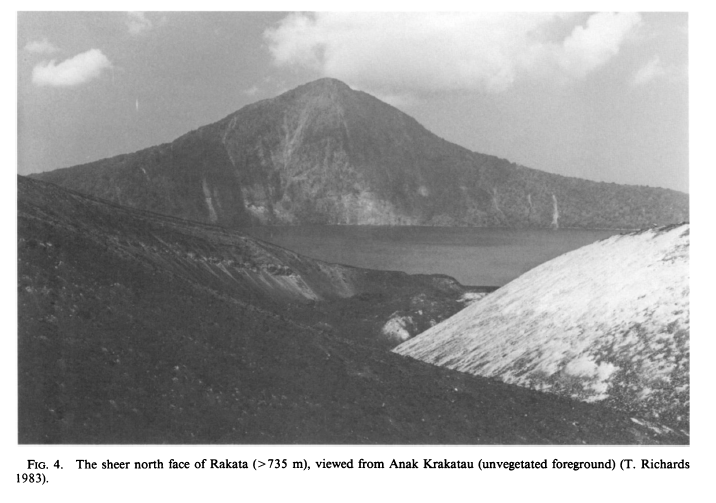 FIG. 4. The sheer north face of Rakata (>735 m), viewed from Anak Krakatau (unvegetated foreground) (T. Richards
1983).